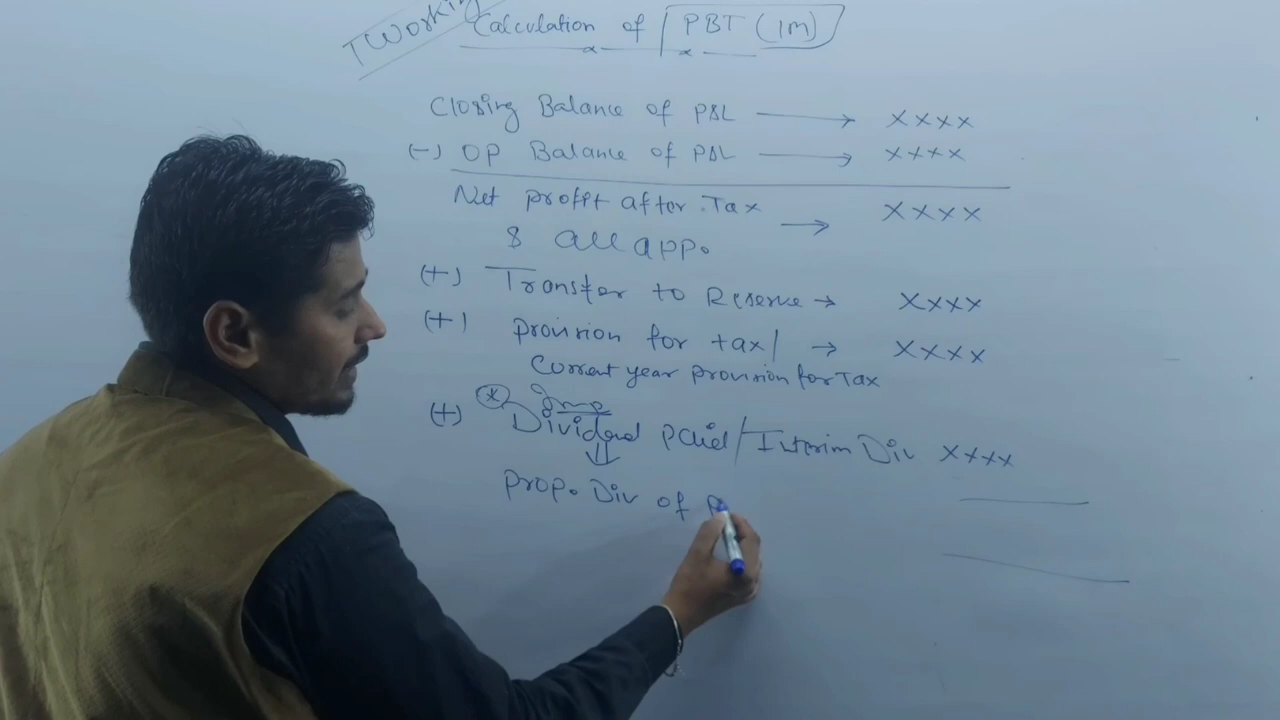 Working
Calculation of PBT (1M)
Closing Balance of P&L → XXXX
(-) OP Balance of P&L → XXXX
Net profit after Tax → XXXX
& all app.
(+) Transfer to Reserve → XXXX
(+) provision for tax/ → XXXX
Current year provision for Tax
* Imp
(+) Dividend paid/Interim Div XXXX
⇓
Prop. Div of P